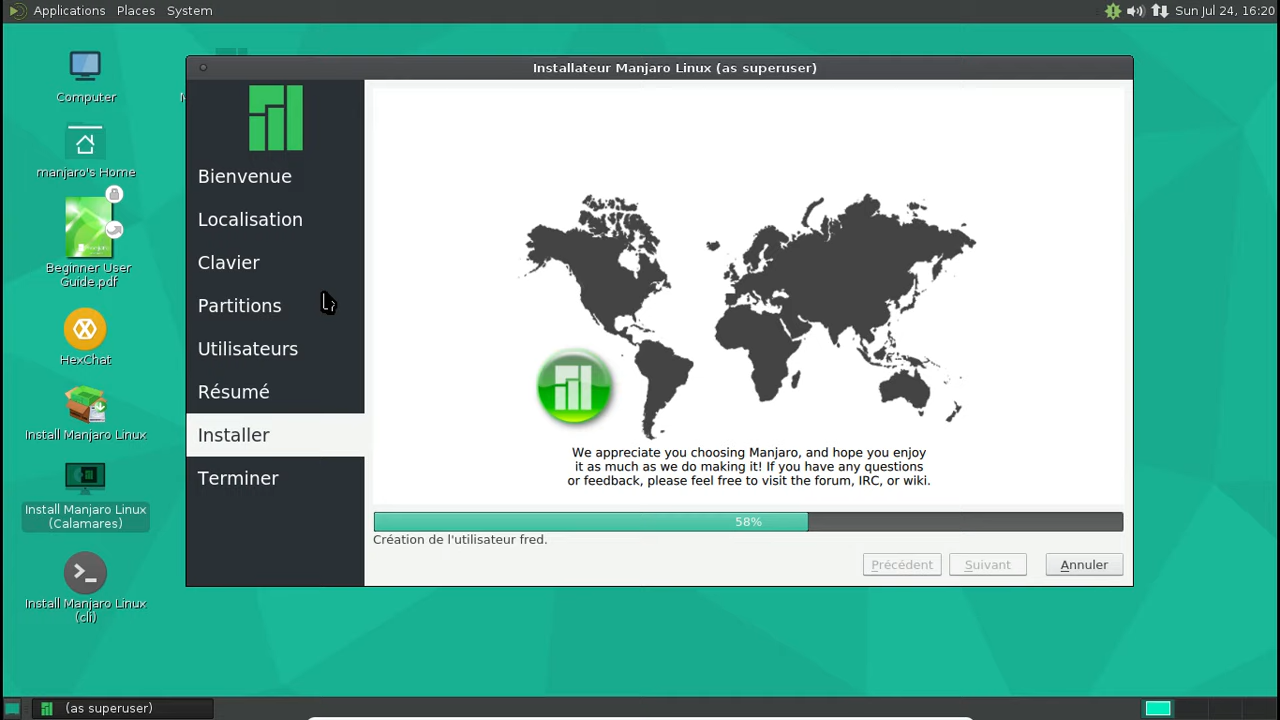 Applications Places System
Sun Jul 24, 16:20
Computer
manjaro's Home
Beginner User
Guide.pdf
HexChat
Install Manjaro Linux
Install Manjaro Linux
(Calamares)
Install Manjaro Linux
(cli)
Installateur Manjaro Linux (as superuser)
Bienvenue
Localisation
Clavier
Partitions
Utilisateurs
Résumé
Installer
Terminer
We appreciate you choosing Manjaro, and hope you enjoy
it as much as we do making it! If you have any questions
or feedback, please feel free to visit the forum, IRC, or wiki.
58%
Création de l'utilisateur fred.
Précédent Suivant Annuler
(as superuser)